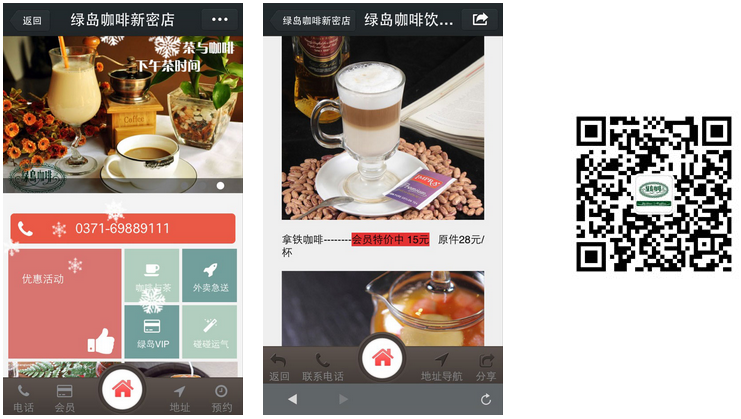 返回
绿岛咖啡新密店
茶与咖啡
下午茶时间
Coffee
绿岛咖啡
0371-69889111
优惠活动
咖啡与茶
外卖急送
绿岛VIP
碰碰运气
电话
会员
地址
预约
绿岛咖啡新密店
绿岛咖啡饮...
拿铁咖啡--------会员特价中 15元 原件28元/
杯
返回
联系电话
地址导航
分享
绿岛咖啡